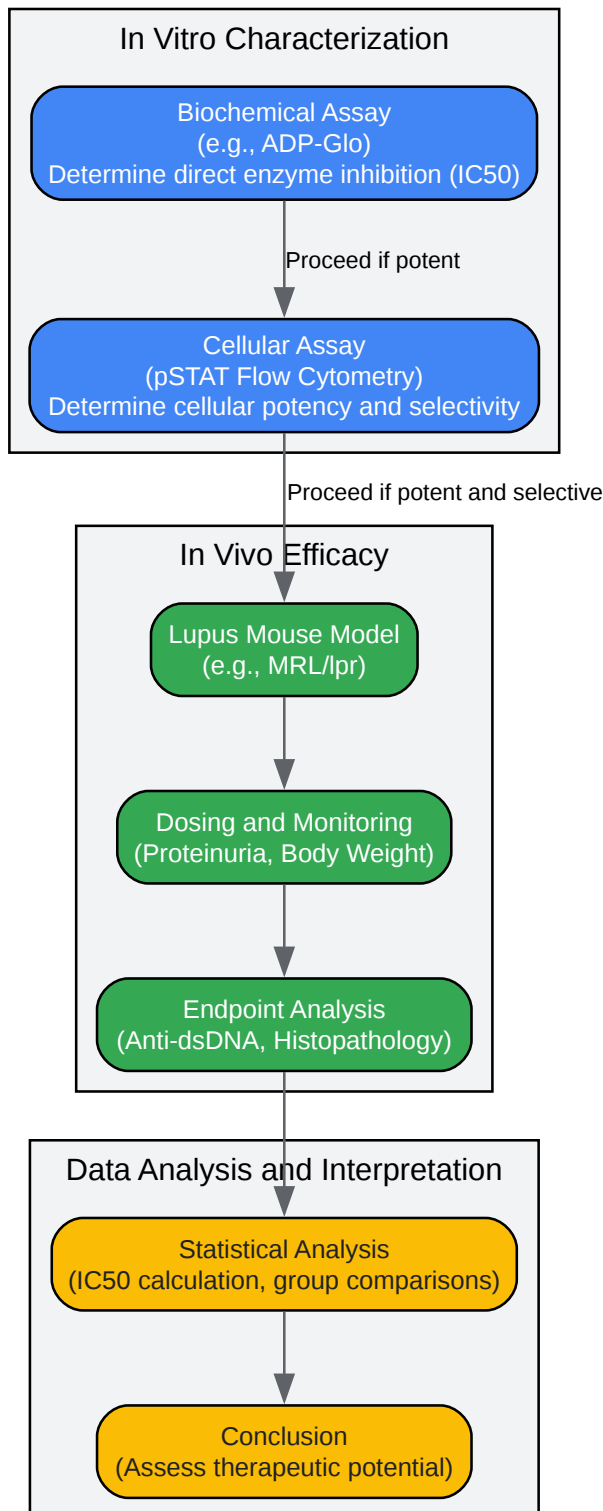 In Vitro Characterization
Biochemical Assay
(e.g., ADP-Glo)
Determine direct enzyme inhibition (IC50)
Proceed if potent
Cellular Assay
(pSTAT Flow Cytometry)
Determine cellular potency and selectivity
Proceed if potent and selective
In Vivo Efficacy
Lupus Mouse Model
(e.g., MRL/lpr)
Dosing and Monitoring
(Proteinuria, Body Weight)
Endpoint Analysis
(Anti-dsDNA, Histopathology)
Data Analysis and Interpretation
Statistical Analysis
(IC50 calculation, group comparisons)
Conclusion
(Assess therapeutic potential)